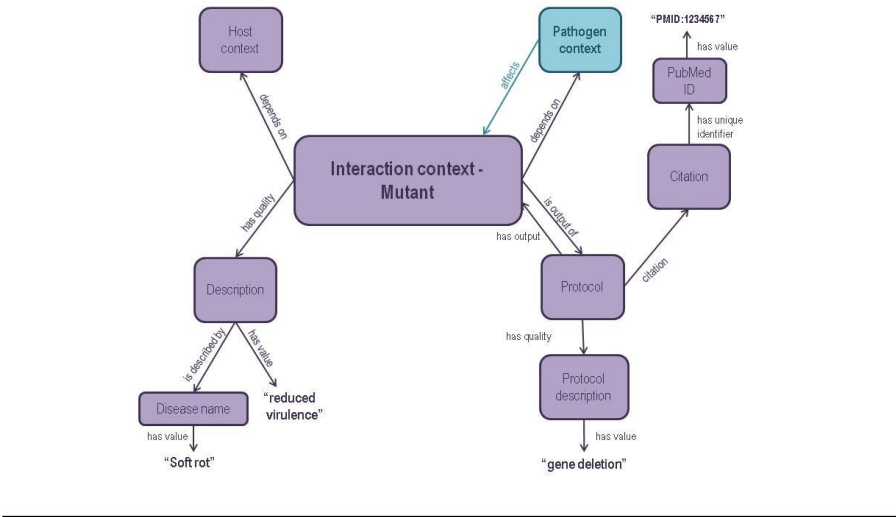 Host
context
Pathogen
context
"PMID:1234567"
has value
PubMed
ID
affects
depends on
depends on
has unique
identifier
Interaction context -
Mutant
Citation
has quality
is output of
has output
citation
Description
Protocol
is described by
has value
has quality
Disease name
"reduced
virulence"
Protocol
description
has value
has value
"Soft rot"
"gene deletion"